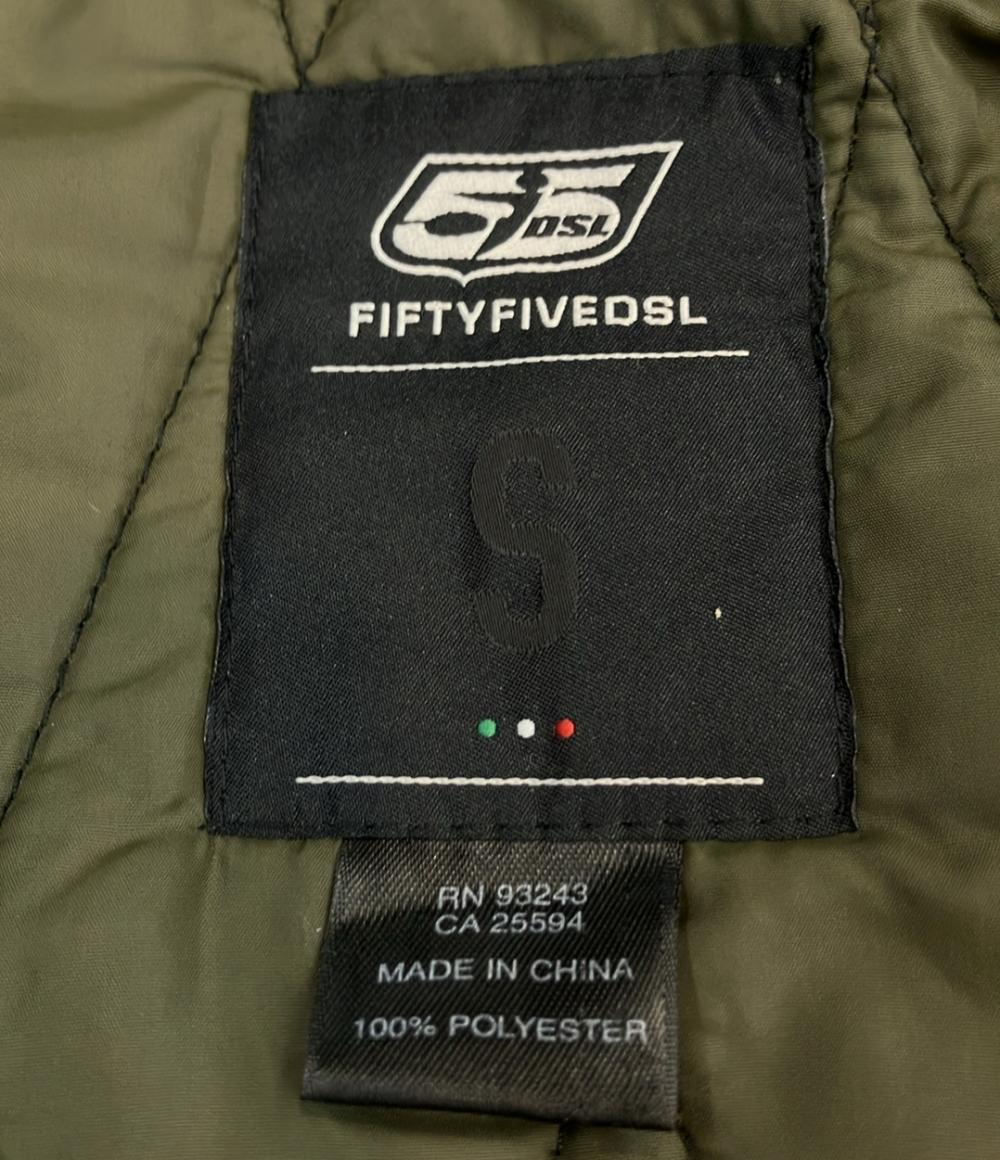 55
DSL
FIFTYFIVEDSL
S
RN 93243
CA 25594
MADE IN CHINA
100% POLYESTER